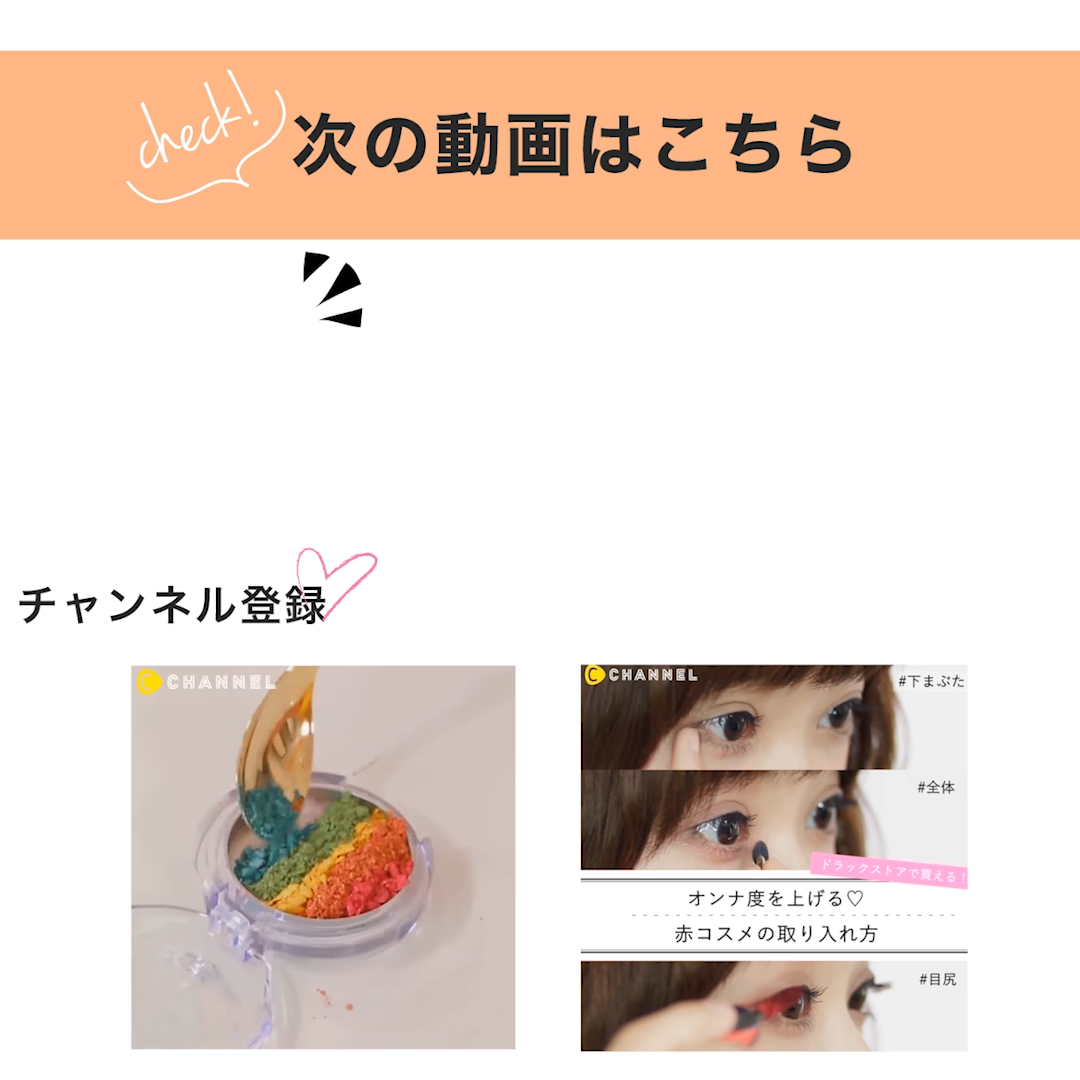 check!
次の動画はこちら
チャンネル登録
C CHANNEL
C CHANNEL
#下まぶた
#全体
ドラックストアで買える!
オンナ度を上げる♡
赤コスメの取り入れ方
#目尻